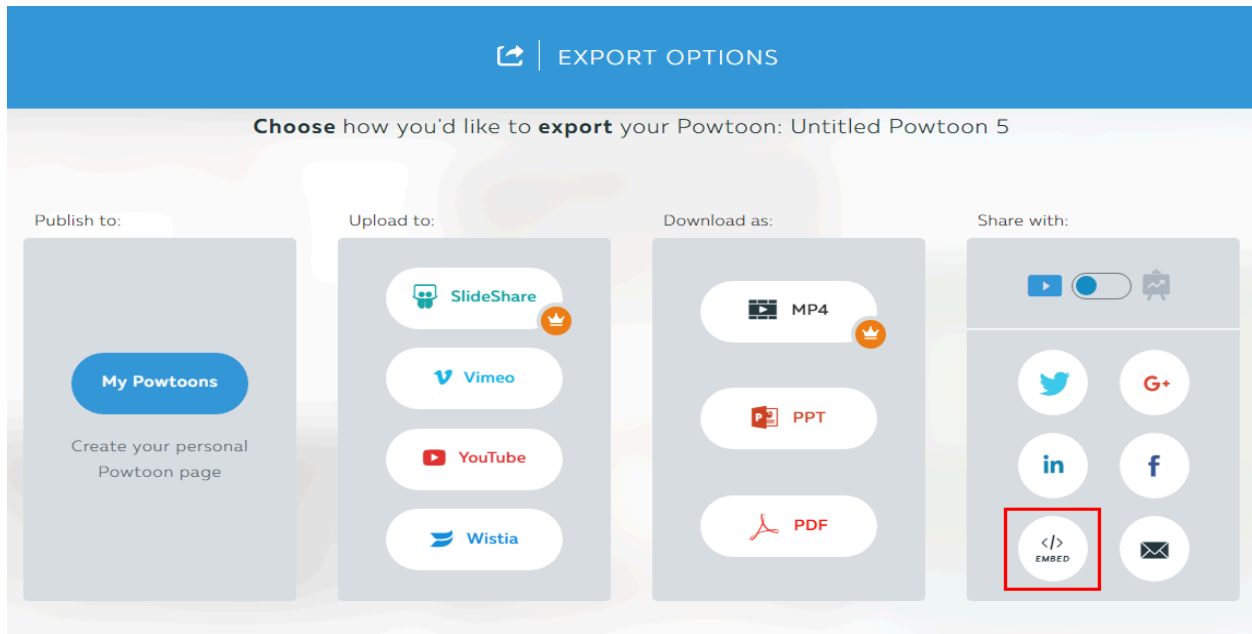 EXPORT OPTIONS
Choose how you'd like to export your Powtoon: Untitled Powtoon 5
Publish to:
My Powtoons
Create your personal
Powtoon page
Upload to:
SlideShare
Vimeo
YouTube
Wistia
Download as:
MP4
PPT
PDF
Share with:
G+
in
f
</>
EMBED